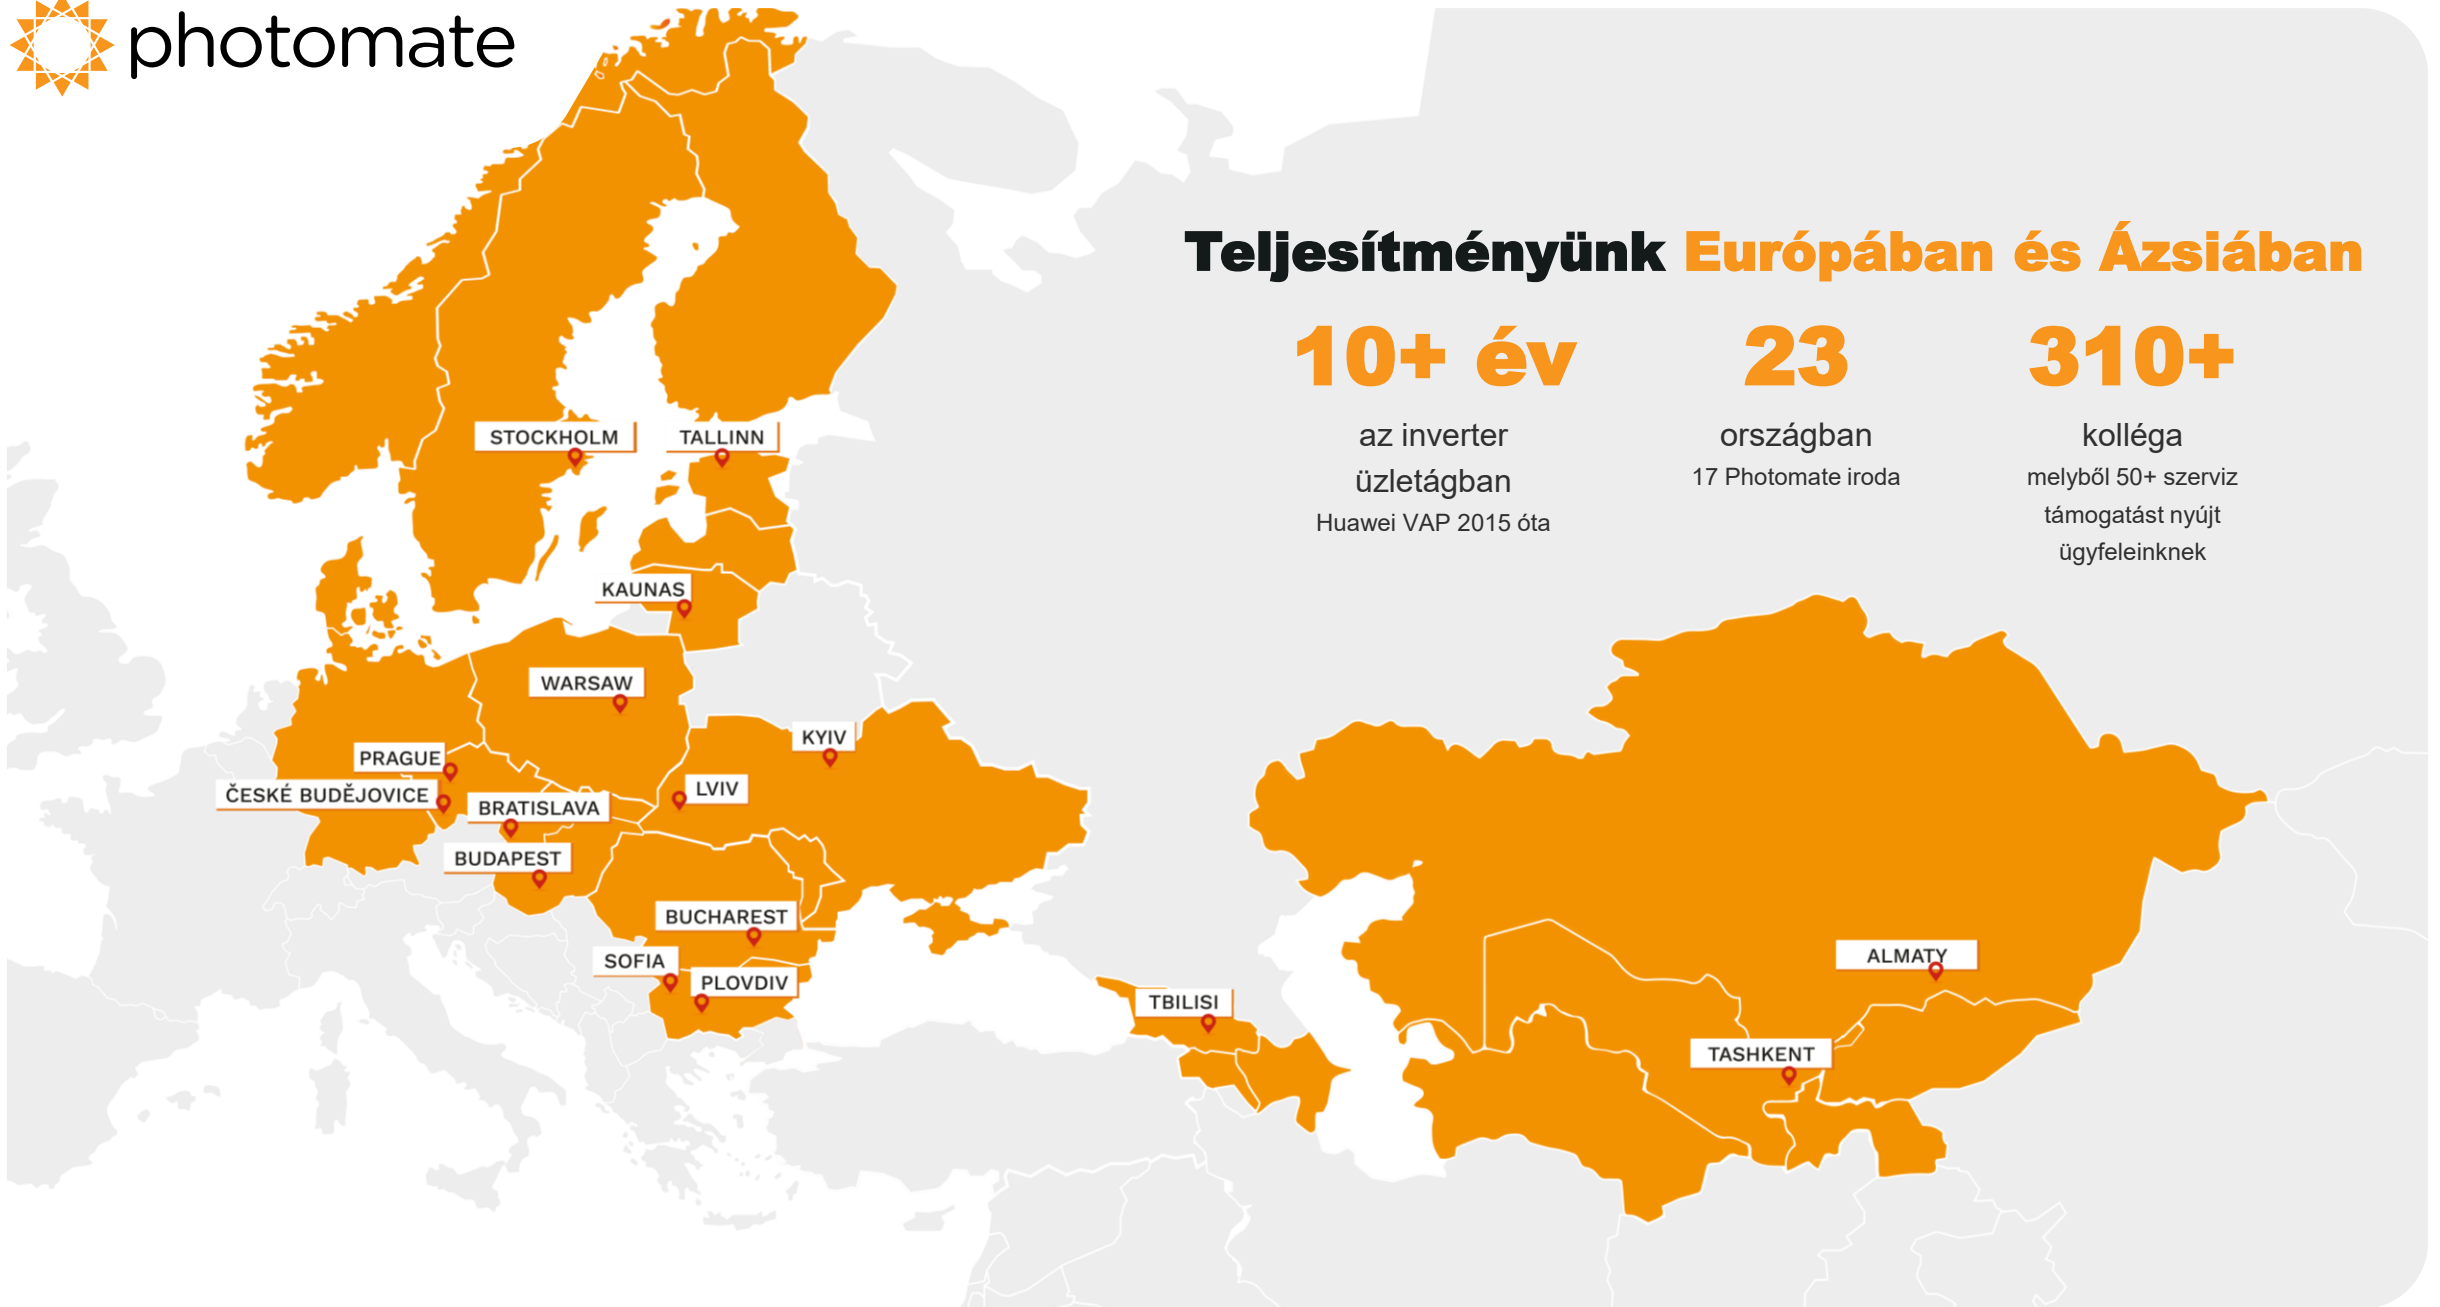 photomate
Teljesítményünk Európában és Ázsiában
10+ év
az inverter
üzletágban
Huawei VAP 2015 óta
23
országban
17 Photomate iroda
310+
kolléga
melyből 50+ szerviz
támogatást nyújt
ügyfeleinknek
STOCKHOLM
TALLINN
KAUNAS
WARSAW
KYIV
PRAGUE
LVIV
ČESKÉ BUDĚJOVICE
BRATISLAVA
BUDAPEST
BUCHAREST
SOFIA
PLOVDIV
TBILISI
ALMATY
TASHKENT